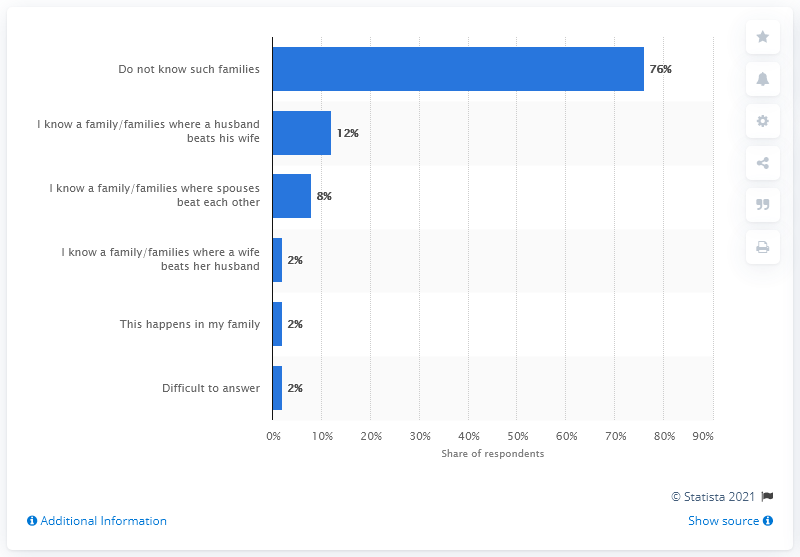 Do not know such families
76%
I know a family/families where a husband
beats his wife
12%
I know a family/families where spouses
beat each other
8%
I know a family/families where a wife
beats her husband
2%
This happens in my family
2%
Difficult to answer
2%
0% 10% 20% 30% 40% 50% 60% 70% 80% 90%
Share of respondents
© Statista 2021
Additional Information
Show source